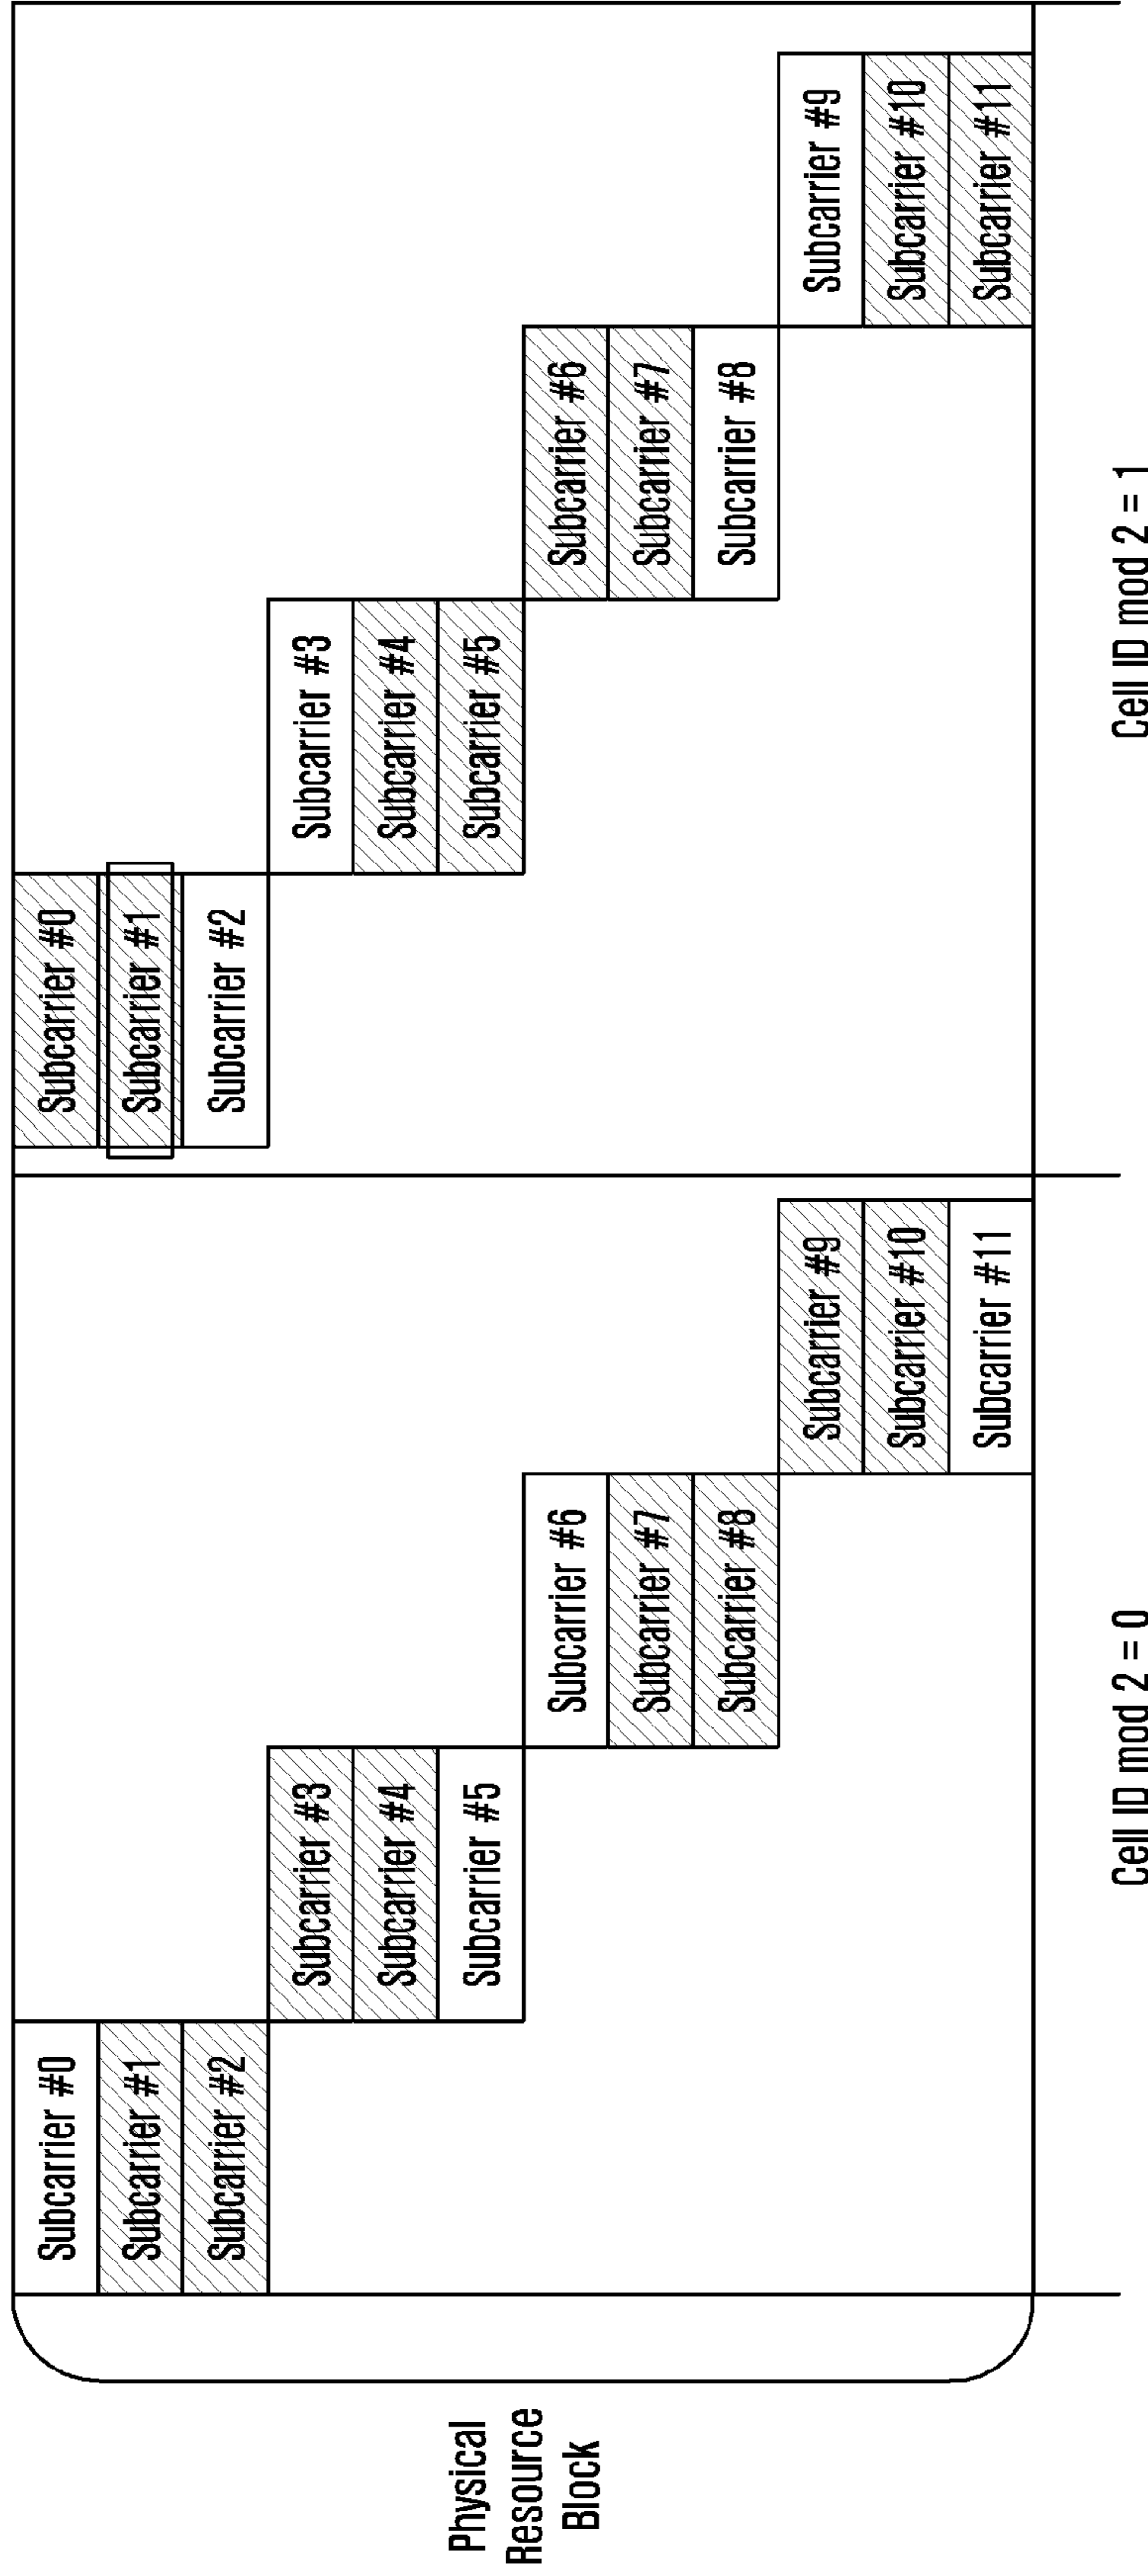 Physical
Resource
Block
Subcarrier #0
Subcarrier #1
Subcarrier #2
Subcarrier #3
Subcarrier #4
Subcarrier #5
Subcarrier #6
Subcarrier #7
Subcarrier #8
Subcarrier #9
Subcarrier #10
Subcarrier #11
Cell ID mod 2 = 0
Subcarrier #0
Subcarrier #1
Subcarrier #2
Subcarrier #3
Subcarrier #4
Subcarrier #5
Subcarrier #6
Subcarrier #7
Subcarrier #8
Subcarrier #9
Subcarrier #10
Subcarrier #11
Cell ID mod 2 = 1